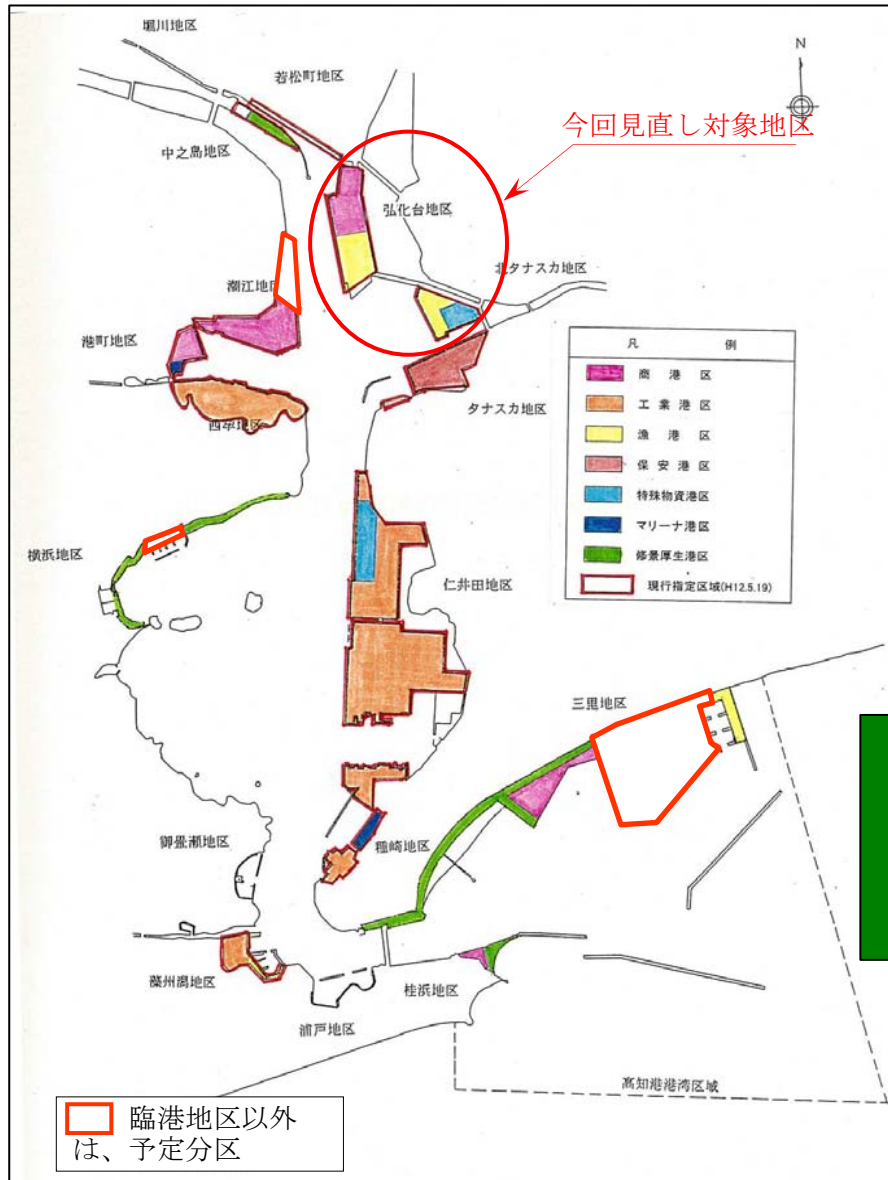 堀川地区
若松町地区
N
今回見直し対象地区
中之島地区
弘化台地区
北タナスカ地区
潮江地区
港町地区
凡 例
商港区
工業港区
漁港区
保安港区
特殊物資港区
マリーナ港区
修景厚生港区
現行指定区域(H12.5.19)
タナスカ地区
横浜地区
仁井田地区
三里地区
御畳瀬地区
種崎地区
藻州潟地区
桂浜地区
浦戸地区
高知港港湾区域
臨港地区以外
は、予定分区